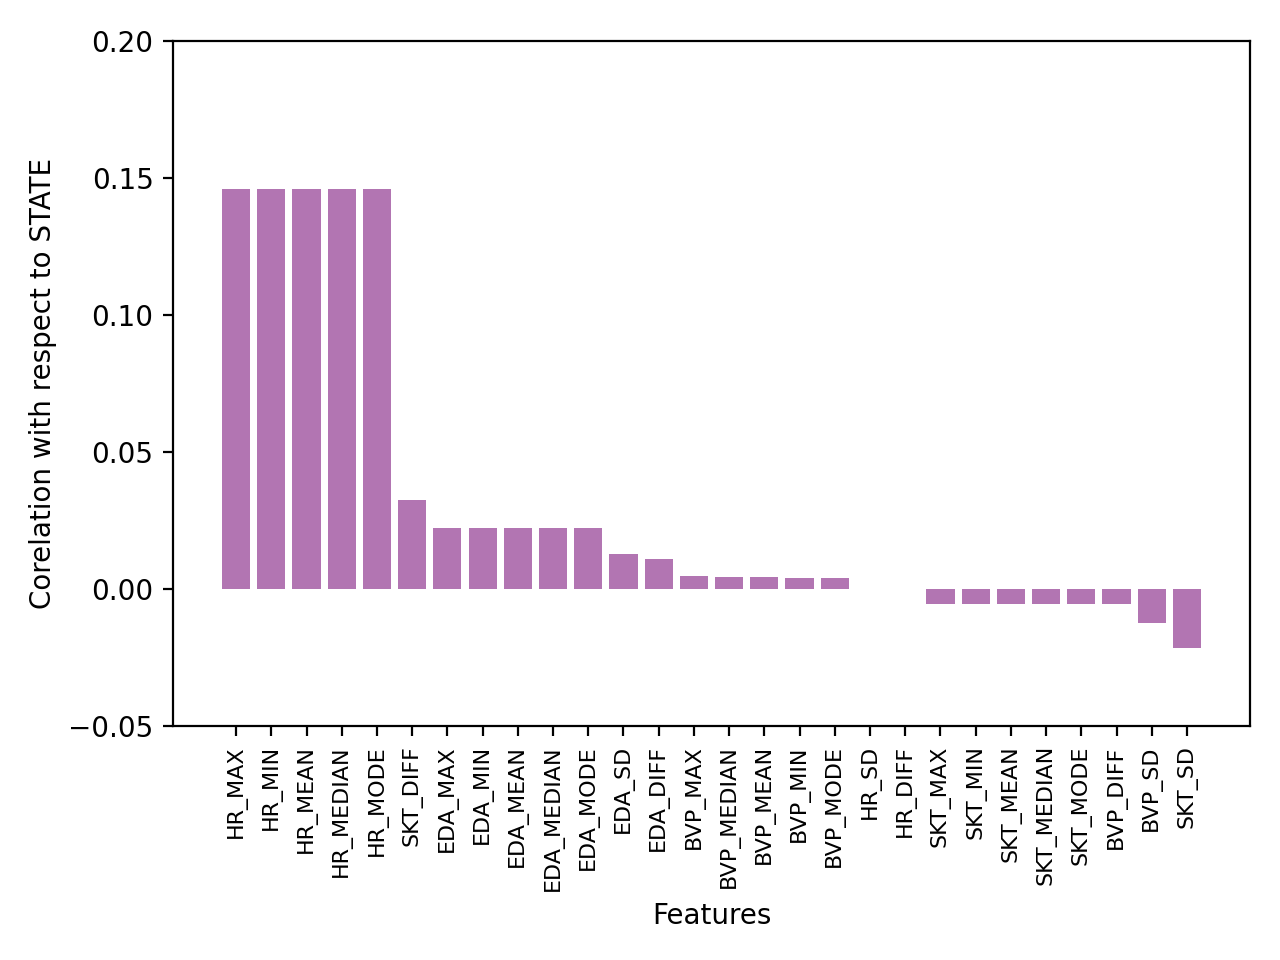 0.20
0.15
0.10
0.05
0.00
−0.05
Corelation with respect to STATE
HR_MAX
HR_MIN
HR_MEAN
HR_MEDIAN
HR_MODE
SKT_DIFF
EDA_MAX
EDA_MIN
EDA_MEAN
EDA_MEDIAN
EDA_MODE
EDA_SD
EDA_DIFF
BVP_MAX
BVP_MEDIAN
BVP_MEAN
BVP_MIN
BVP_MODE
HR_SD
HR_DIFF
SKT_MAX
SKT_MIN
SKT_MEAN
SKT_MEDIAN
SKT_MODE
BVP_DIFF
BVP_SD
SKT_SD
Features